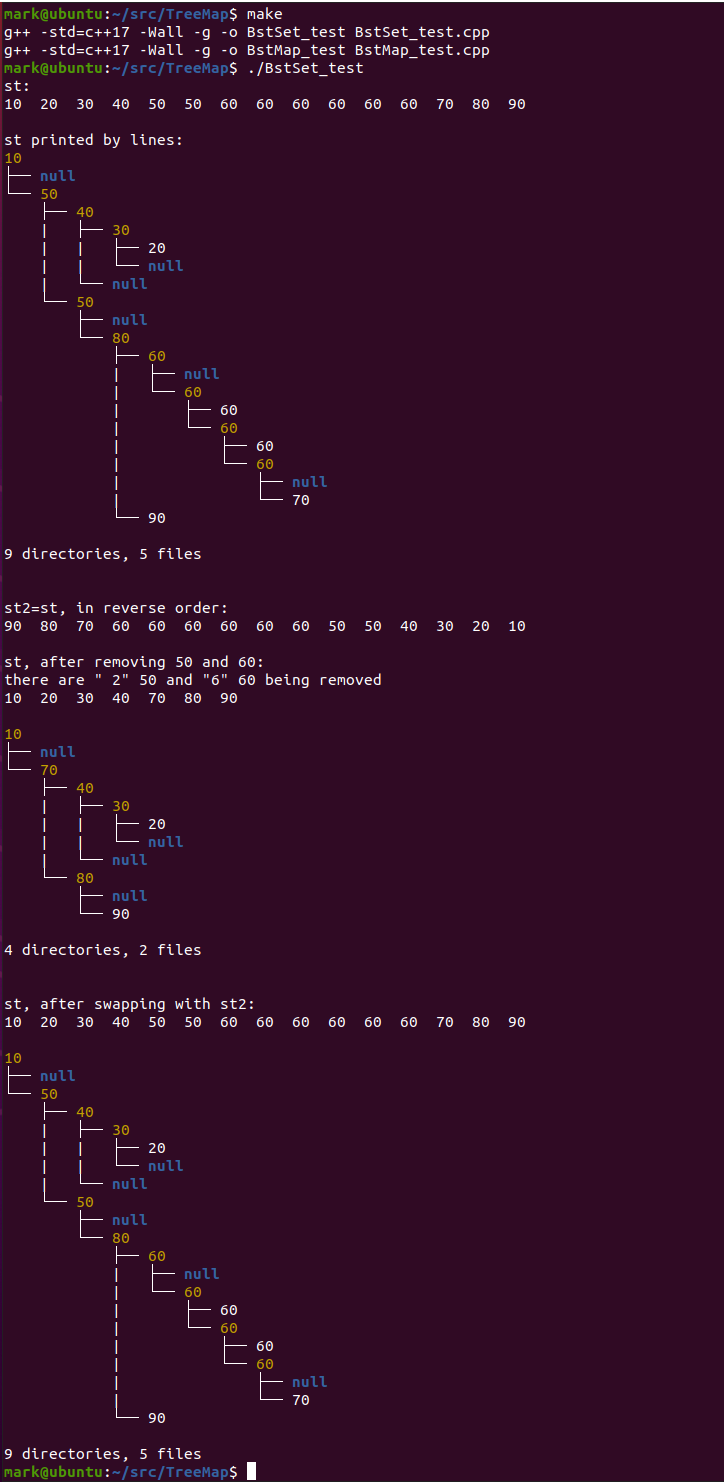 mark@ubuntu:~/src/TreeMap$ make
g++ -std=c++17 -Wall -g -o BstSet_test BstSet_test.cpp
g++ -std=c++17 -Wall -g -o BstMap_test BstMap_test.cpp
mark@ubuntu:~/src/TreeMap$ ./BstSet_test
st:
10  20  30  40  50  50  60  60  60  60  60  60  70  80  90
st printed by lines:
10
├── null
└── 50
    ├── 40
    |   ├── 30
    |   |   ├── 20
    |   |   └── null
    |   └── null
    └── 50
        ├── null
        └── 80
            ├── 60
            |   ├── null
            |   └── 60
            |       ├── 60
            |       └── 60
            |           ├── 60
            |           └── 60
            |               ├── null
            |               └── 70
            └── 90
9 directories, 5 files
st2=st, in reverse order:
90  80  70  60  60  60  60  60  60  50  50  40  30  20  10
st, after removing 50 and 60:
there are " 2" 50 and "6" 60 being removed
10  20  30  40  70  80  90
10
├── null
└── 70
    ├── 40
    |   ├── 30
    |   |   ├── 20
    |   |   └── null
    |   └── null
    └── 80
        ├── null
        └── 90
4 directories, 2 files
st, after swapping with st2:
10  20  30  40  50  50  60  60  60  60  60  60  70  80  90
10
├── null
└── 50
    ├── 40
    |   ├── 30
    |   |   ├── 20
    |   |   └── null
    |   └── null
    └── 50
        ├── null
        └── 80
            ├── 60
            |   ├── null
            |   └── 60
            |       ├── 60
            |       └── 60
            |           ├── 60
            |           └── 60
            |               ├── null
            |               └── 70
            └── 90
9 directories, 5 files
mark@ubuntu:~/src/TreeMap$